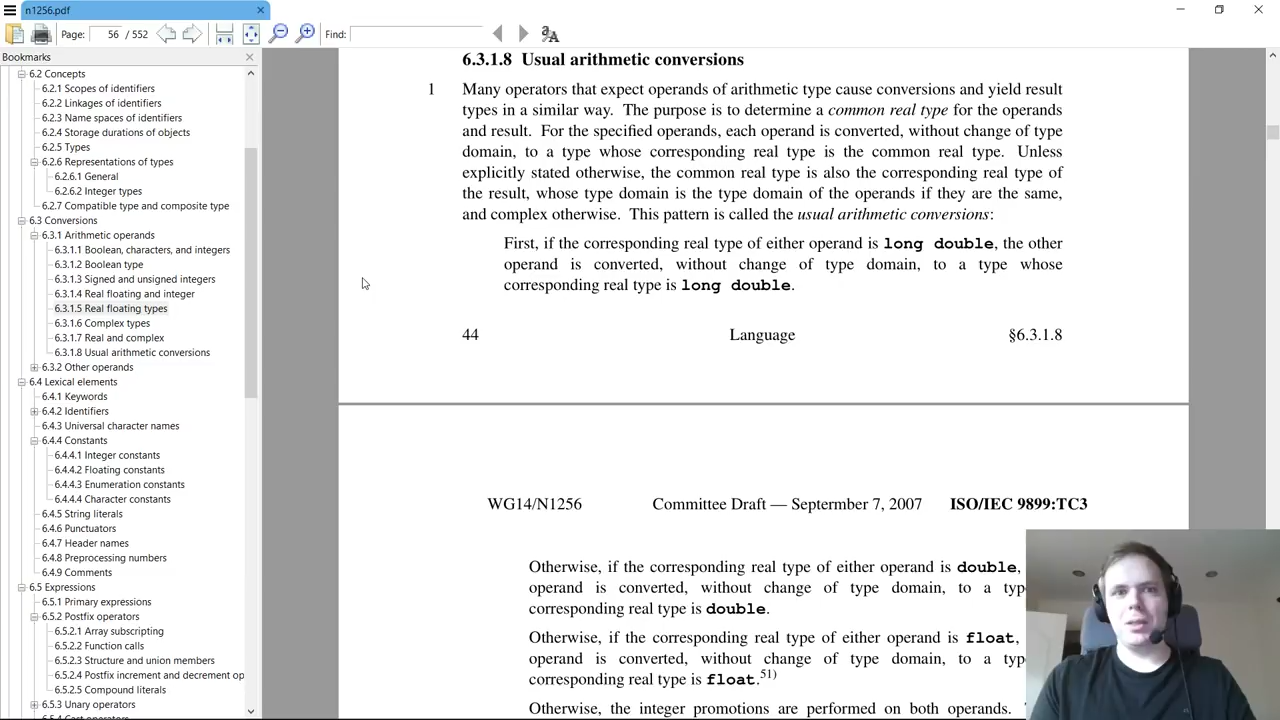 n1256.pdf
Page: 56 / 552 Find:
Bookmarks
6.2 Concepts
6.2.1 Scopes of identifiers
6.2.2 Linkages of identifiers
6.2.3 Name spaces of identifiers
6.2.4 Storage durations of objects
6.2.5 Types
6.2.6 Representations of types
6.2.6.1 General
6.2.6.2 Integer types
6.2.7 Compatible type and composite type
6.3 Conversions
6.3.1 Arithmetic operands
6.3.1.1 Boolean, characters, and integers
6.3.1.2 Boolean type
6.3.1.3 Signed and unsigned integers
6.3.1.4 Real floating and integer
6.3.1.5 Real floating types
6.3.1.6 Complex types
6.3.1.7 Real and complex
6.3.1.8 Usual arithmetic conversions
6.3.2 Other operands
6.4 Lexical elements
6.4.1 Keywords
6.4.2 Identifiers
6.4.3 Universal character names
6.4.4 Constants
6.4.4.1 Integer constants
6.4.4.2 Floating constants
6.4.4.3 Enumeration constants
6.4.4.4 Character constants
6.4.5 String literals
6.4.6 Punctuators
6.4.7 Header names
6.4.8 Preprocessing numbers
6.4.9 Comments
6.5 Expressions
6.5.1 Primary expressions
6.5.2 Postfix operators
6.5.2.1 Array subscripting
6.5.2.2 Function calls
6.5.2.3 Structure and union members
6.5.2.4 Postfix increment and decrement op
6.5.2.5 Compound literals
6.5.3 Unary operators
6.5.4 Cast operators
6.3.1.8 Usual arithmetic conversions
1 Many operators that expect operands of arithmetic type cause conversions and yield result
types in a similar way. The purpose is to determine a common real type for the operands
and result. For the specified operands, each operand is converted, without change of type
domain, to a type whose corresponding real type is the common real type. Unless
explicitly stated otherwise, the common real type is also the corresponding real type of
the result, whose type domain is the type domain of the operands if they are the same,
and complex otherwise. This pattern is called the usual arithmetic conversions:
First, if the corresponding real type of either operand is long double, the other
operand is converted, without change of type domain, to a type whose
corresponding real type is long double.
44 Language §6.3.1.8
WG14/N1256 Committee Draft — Septermber 7, 2007 ISO/IEC 9899:TC3
Otherwise, if the corresponding real type of either operand is double,
operand is converted, without change of type domain, to a typ
corresponding real type is double.
Otherwise, if the corresponding real type of either operand is float,
operand is converted, without change of type domain, to a typ
corresponding real type is float.51)
Otherwise, the integer promotions are performed on both operands.